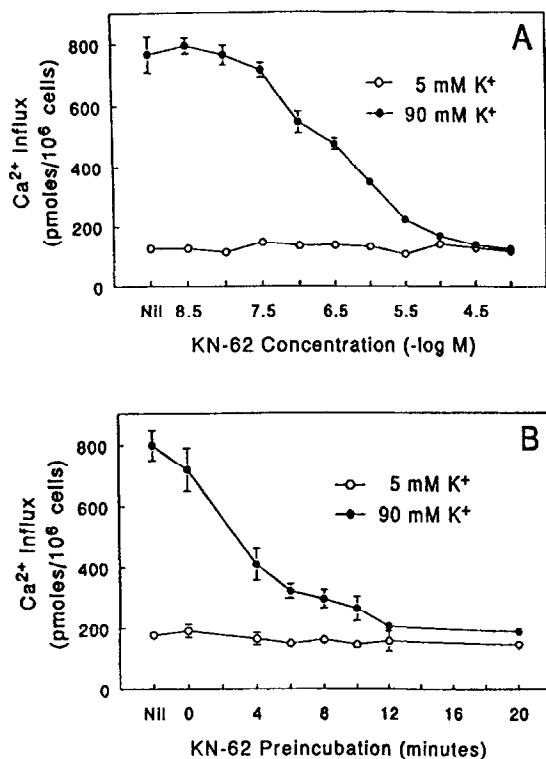 A
800
600
400
200
0
Ca2+ Influx
(pmoles/10⁶ cells)
5 mM K+
90 mM K+
Nil 8.5 7.5 6.5 5.5 4.5
KN-62 Concentration (-log M)
B
800
600
400
200
0
Ca2+ Influx
(pmoles/10⁶ cells)
5 mM K+
90 mM K+
Nil 0 4 8 12 16 20
KN-62 Preincubation (minutes)